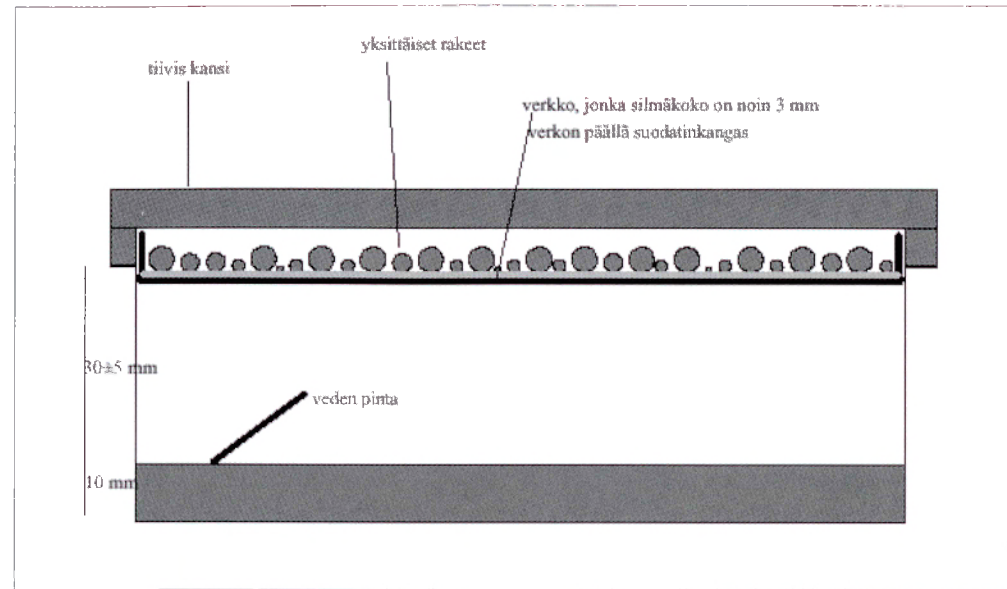 yksittäiset rakeet
tiivis kansi
verkko, jonka silmäkoko on noin 3 mm
verkon päällä suodatinkangas
30±5 mm
veden pinta
10 mm